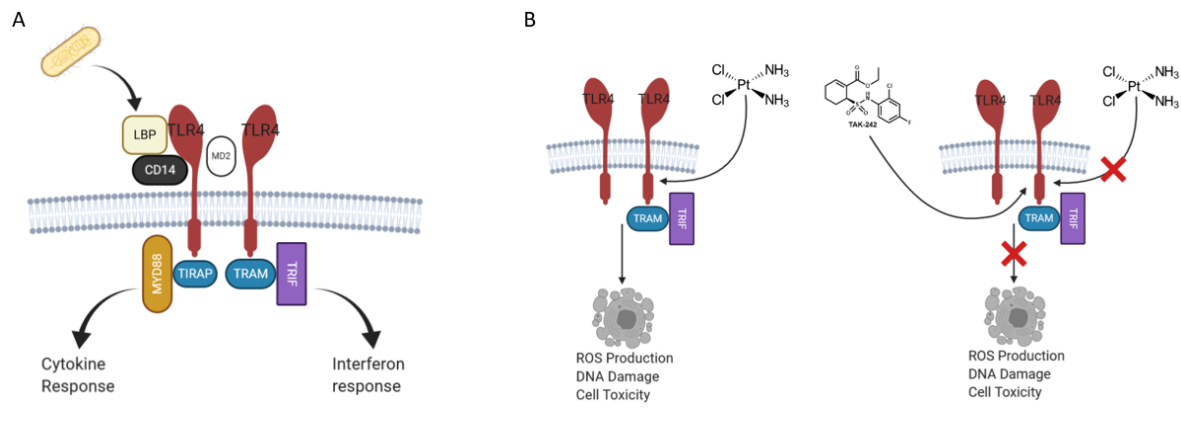 A
LBP
TLR4
TLR4
MD2
CD14
MYD88
TIRAP
TRAM
TRIF
Cytokine
Response
Interferon
response
B
TLR4
TLR4
Cl
NH3
Pt
Cl
NH3
TRAM
TRIF
ROS Production
DNA Damage
Cell Toxicity
O
O
Cl
H
N
S
O
O
F
TAK-242
TLR4
TLR4
Cl
NH3
Pt
Cl
NH3
TRAM
TRIF
ROS Production
DNA Damage
Cell Toxicity